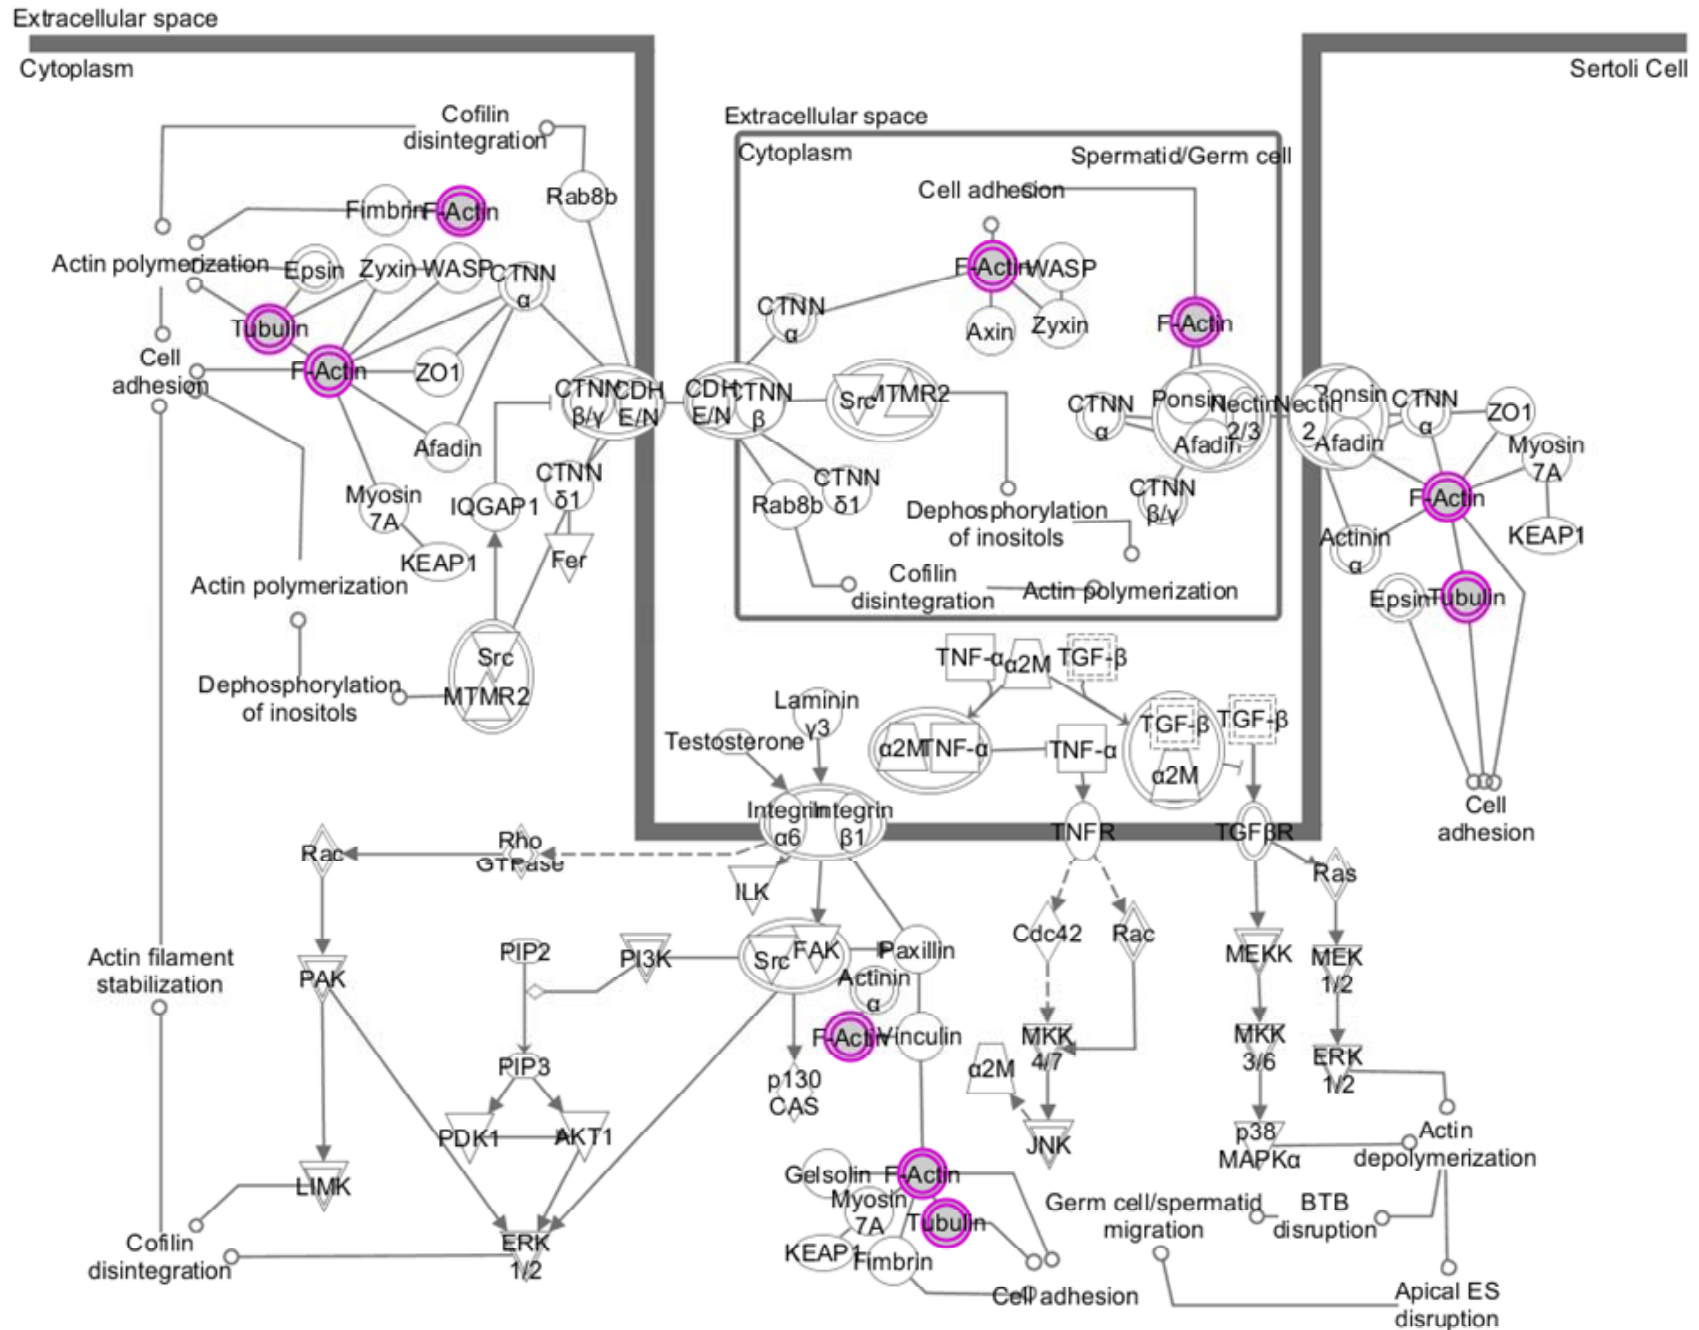 Extracellular space
Cytoplasm
Sertoli Cell
Cofilin
disintegration
Extracellular space
Cytoplasm
Spermatid/Germ cell
Rab8b
Fimbrin
F-Actin
Cell adhesion
Actin polymerization
Epsin
Zyxin
WASP
CTNN
α
F-Actin
WASP
CTNN
α
Axin
Zyxin
F-Actin
Tubulin
Cell
adhesion
F-Actin
ZO1
CTNN
β/γ
CDH
E/N
CDH
E/N
CTNN
β
Src
MTMR2
CTNN
α
Ponsin
Nectin
2/3
Afadin
Nectin
2
Ponsin
Afadin
CTNN
α
ZO1
Myosin
7A
Afadin
Myosin
7A
IQGAP1
CTNN
δ1
Rab8b
CTNN
δ1
CTNN
β/γ
F-Actin
Dephosphorylation
of inositols
Actinin
α
KEAP1
KEAP1
Fer
Actin polymerization
Cofilin
disintegration
Actin polymerization
Epsin
Tubulin
Src
MTMR2
Dephosphorylation
of inositols
TNF-α
α2M
TGF-β
Laminin
γ3
Testosterone
α2M
TNF-α
TNF-α
TGF-β
α2M
TGF-β
Integrin
α6
Integrin
β1
TNFR
TGFβR
Cell
adhesion
Rac
Rho
GTPase
ILK
Ras
Actin filament
stabilization
PAK
PIP2
PI3K
Src
FAK
Paxillin
Cdc42
Rac
MEKK
MEK
1/2
Actinin
α
F-Actin
Vinculin
MKK
4/7
MKK
3/6
ERK
1/2
PIP3
p130
CAS
α2M
PDK1
AKT1
JNK
p38
MAPKα
Actin
depolymerization
LIMK
Gelsolin
F-Actin
Myosin
7A
Tubulin
Germ cell/spermatid
migration
BTB
disruption
Cofilin
disintegration
ERK
1/2
KEAP1
Fimbrin
Cell adhesion
Apical ES
disruption